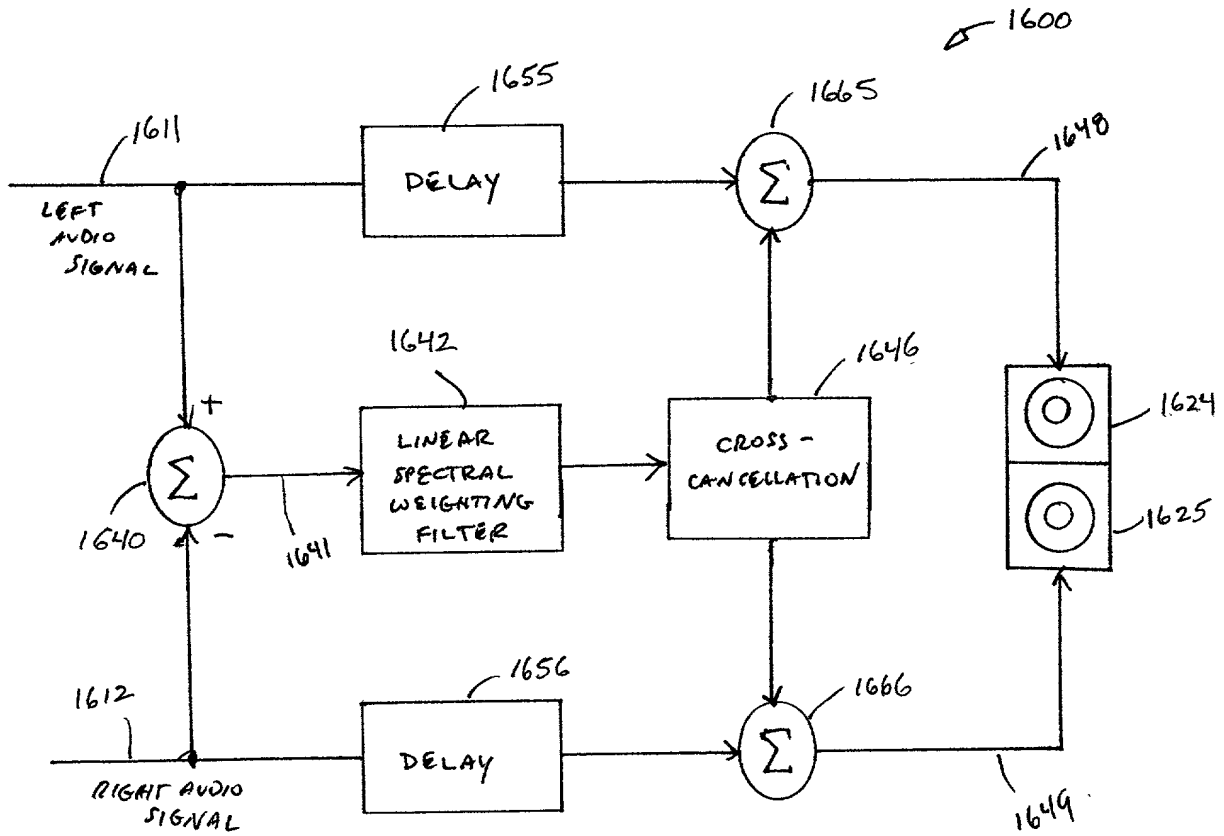 1600
1655
1665
1611
1648
DELAY
Σ
LEFT
AUDIO
SIGNAL
1642
1646
+
1624
LINEAR
SPECTRAL
WEIGHTING
FILTER
CROSS-
CANCELLATION
Σ
1640
-
1641
1625
1656
1612
1666
DELAY
Σ
RIGHT AUDIO
SIGNAL
1649